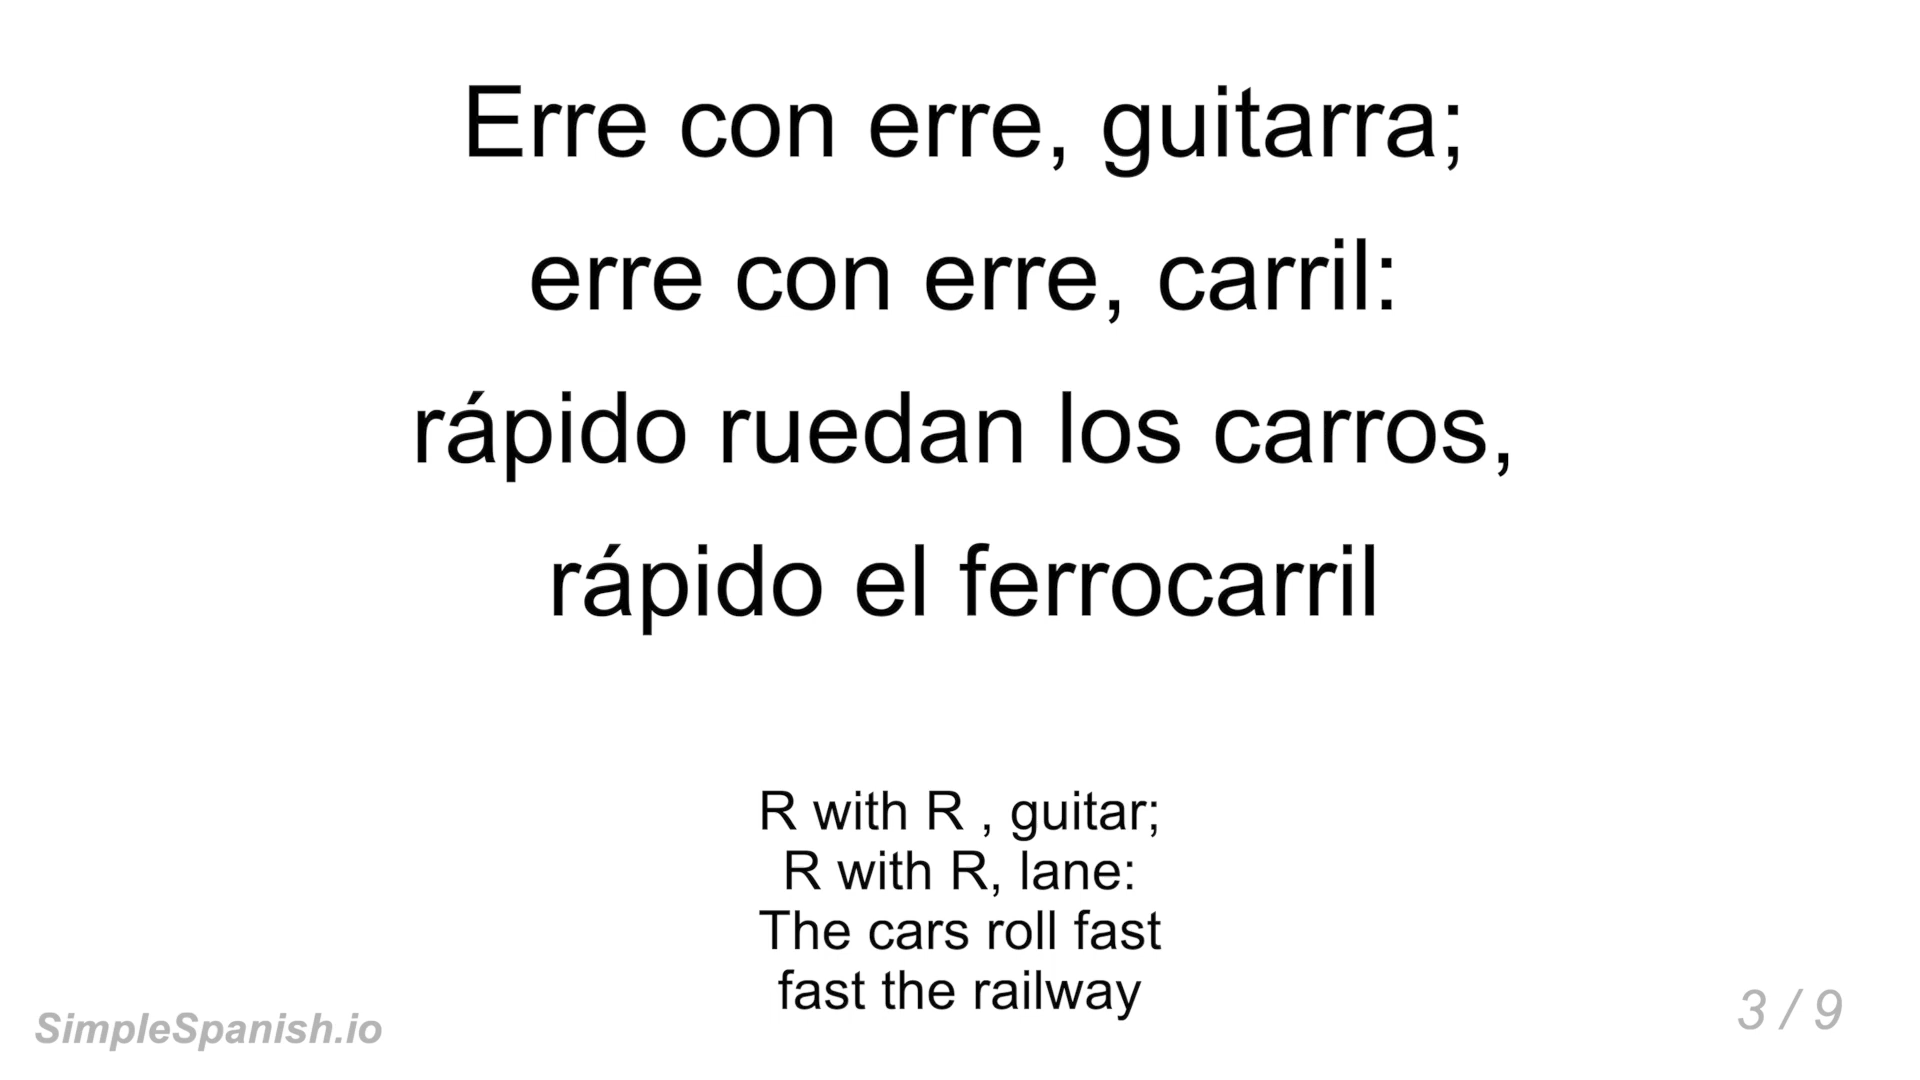 Erre con erre, guitarra;
erre con erre, carril:
rápido ruedan los carros,
rápido el ferrocarril
R with R , guitar;
R with R, lane:
The cars roll fast
fast the railway
SimpleSpanish.io
3 / 9